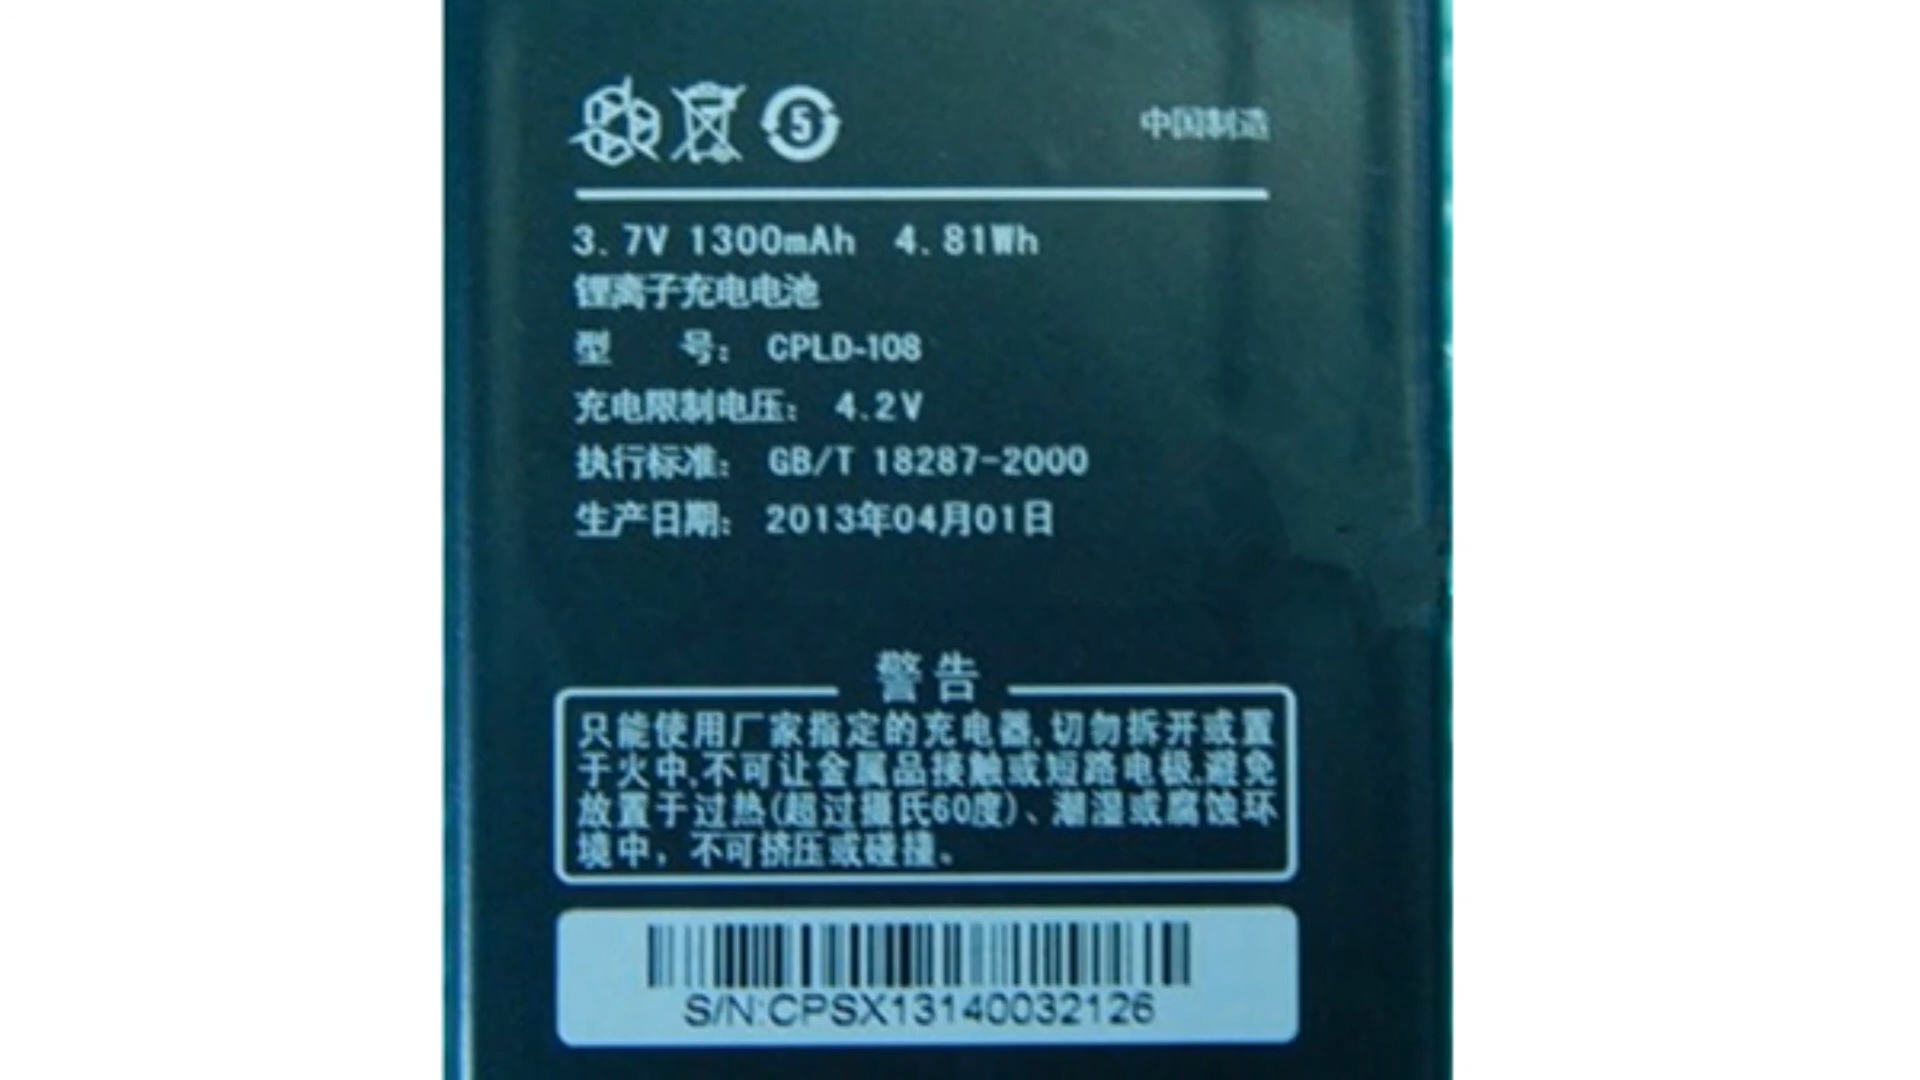 5
中国制造
3.7V 1300mAh 4.81Wh
锂离子充电电池
型 号: CPLD-108
充电限制电压: 4.2V
执行标准: GB/T 18287-2000
生产日期: 2013年04月01日
警告
只能使用厂家指定的充电器,切勿拆开或置
于火中,不可让金属品接触或短路电极,避免
放置于过热(超过摄氏60度)、潮湿或腐蚀环
境中，不可挤压或碰撞。
S/N:CPSX13140032126